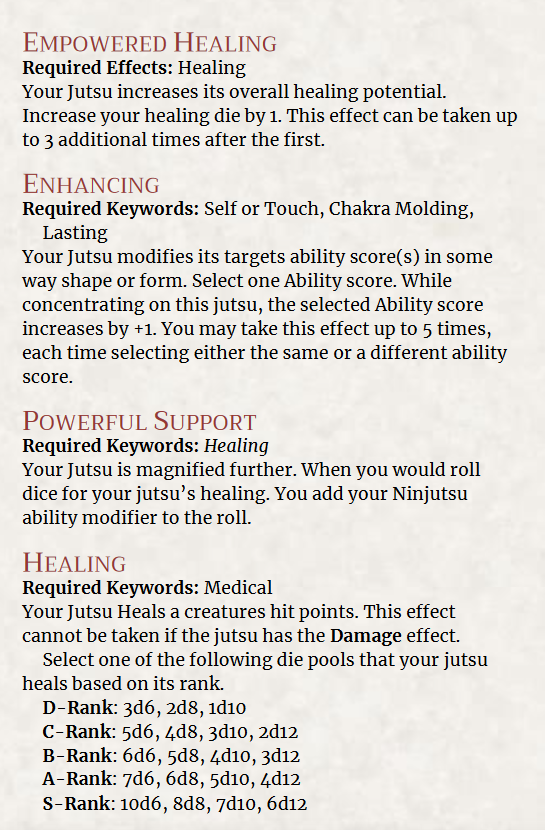 Empowered Healing
Required Effects: Healing
Your Jutsu increases its overall healing potential.
Increase your healing die by 1. This effect can be taken up
to 3 additional times after the first.
Enhancing
Required Keywords: Self or Touch, Chakra Molding,
Lasting
Your Jutsu modifies its targets ability score(s) in some
way shape or form. Select one Ability score. While
concentrating on this jutsu, the selected Ability score
increases by +1. You may take this effect up to 5 times,
each time selecting either the same or a different ability
score.
Powerful Support
Required Keywords: Healing
Your Jutsu is magnified further. When you would roll
dice for your jutsu’s healing. You add your Ninjutsu
ability modifier to the roll.
Healing
Required Keywords: Medical
Your Jutsu Heals a creatures hit points. This effect
cannot be taken if the jutsu has the Damage effect.
Select one of the following die pools that your jutsu
heals based on its rank.
D-Rank: 3d6, 2d8, 1d10
C-Rank: 5d6, 4d8, 3d10, 2d12
B-Rank: 6d6, 5d8, 4d10, 3d12
A-Rank: 7d6, 6d8, 5d10, 4d12
S-Rank: 10d6, 8d8, 7d10, 6d12